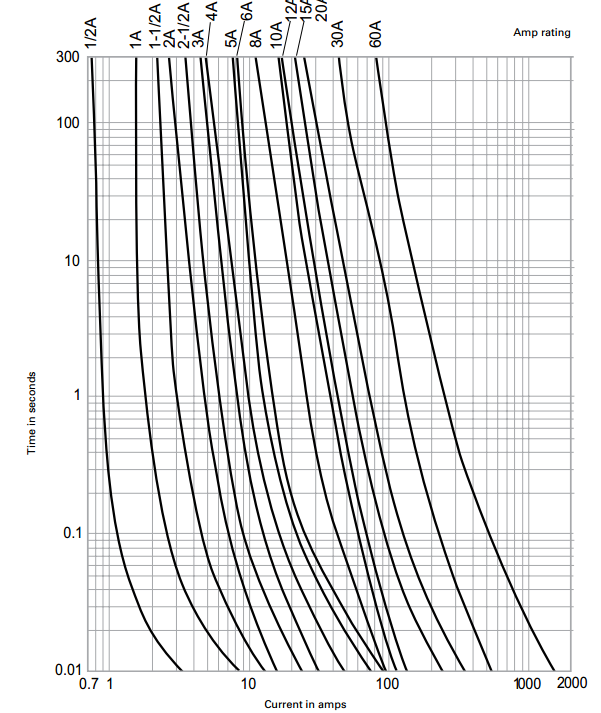 1/2A
1A
1-1/2A
2A
2-1/2A
3A
4A
5A
6A
8A
10A
12A
15A
20A
30A
60A
Amp rating
300
100
10
1
0.1
0.01
Time in seconds
0.7 1 10 100 1000 2000
Current in amps